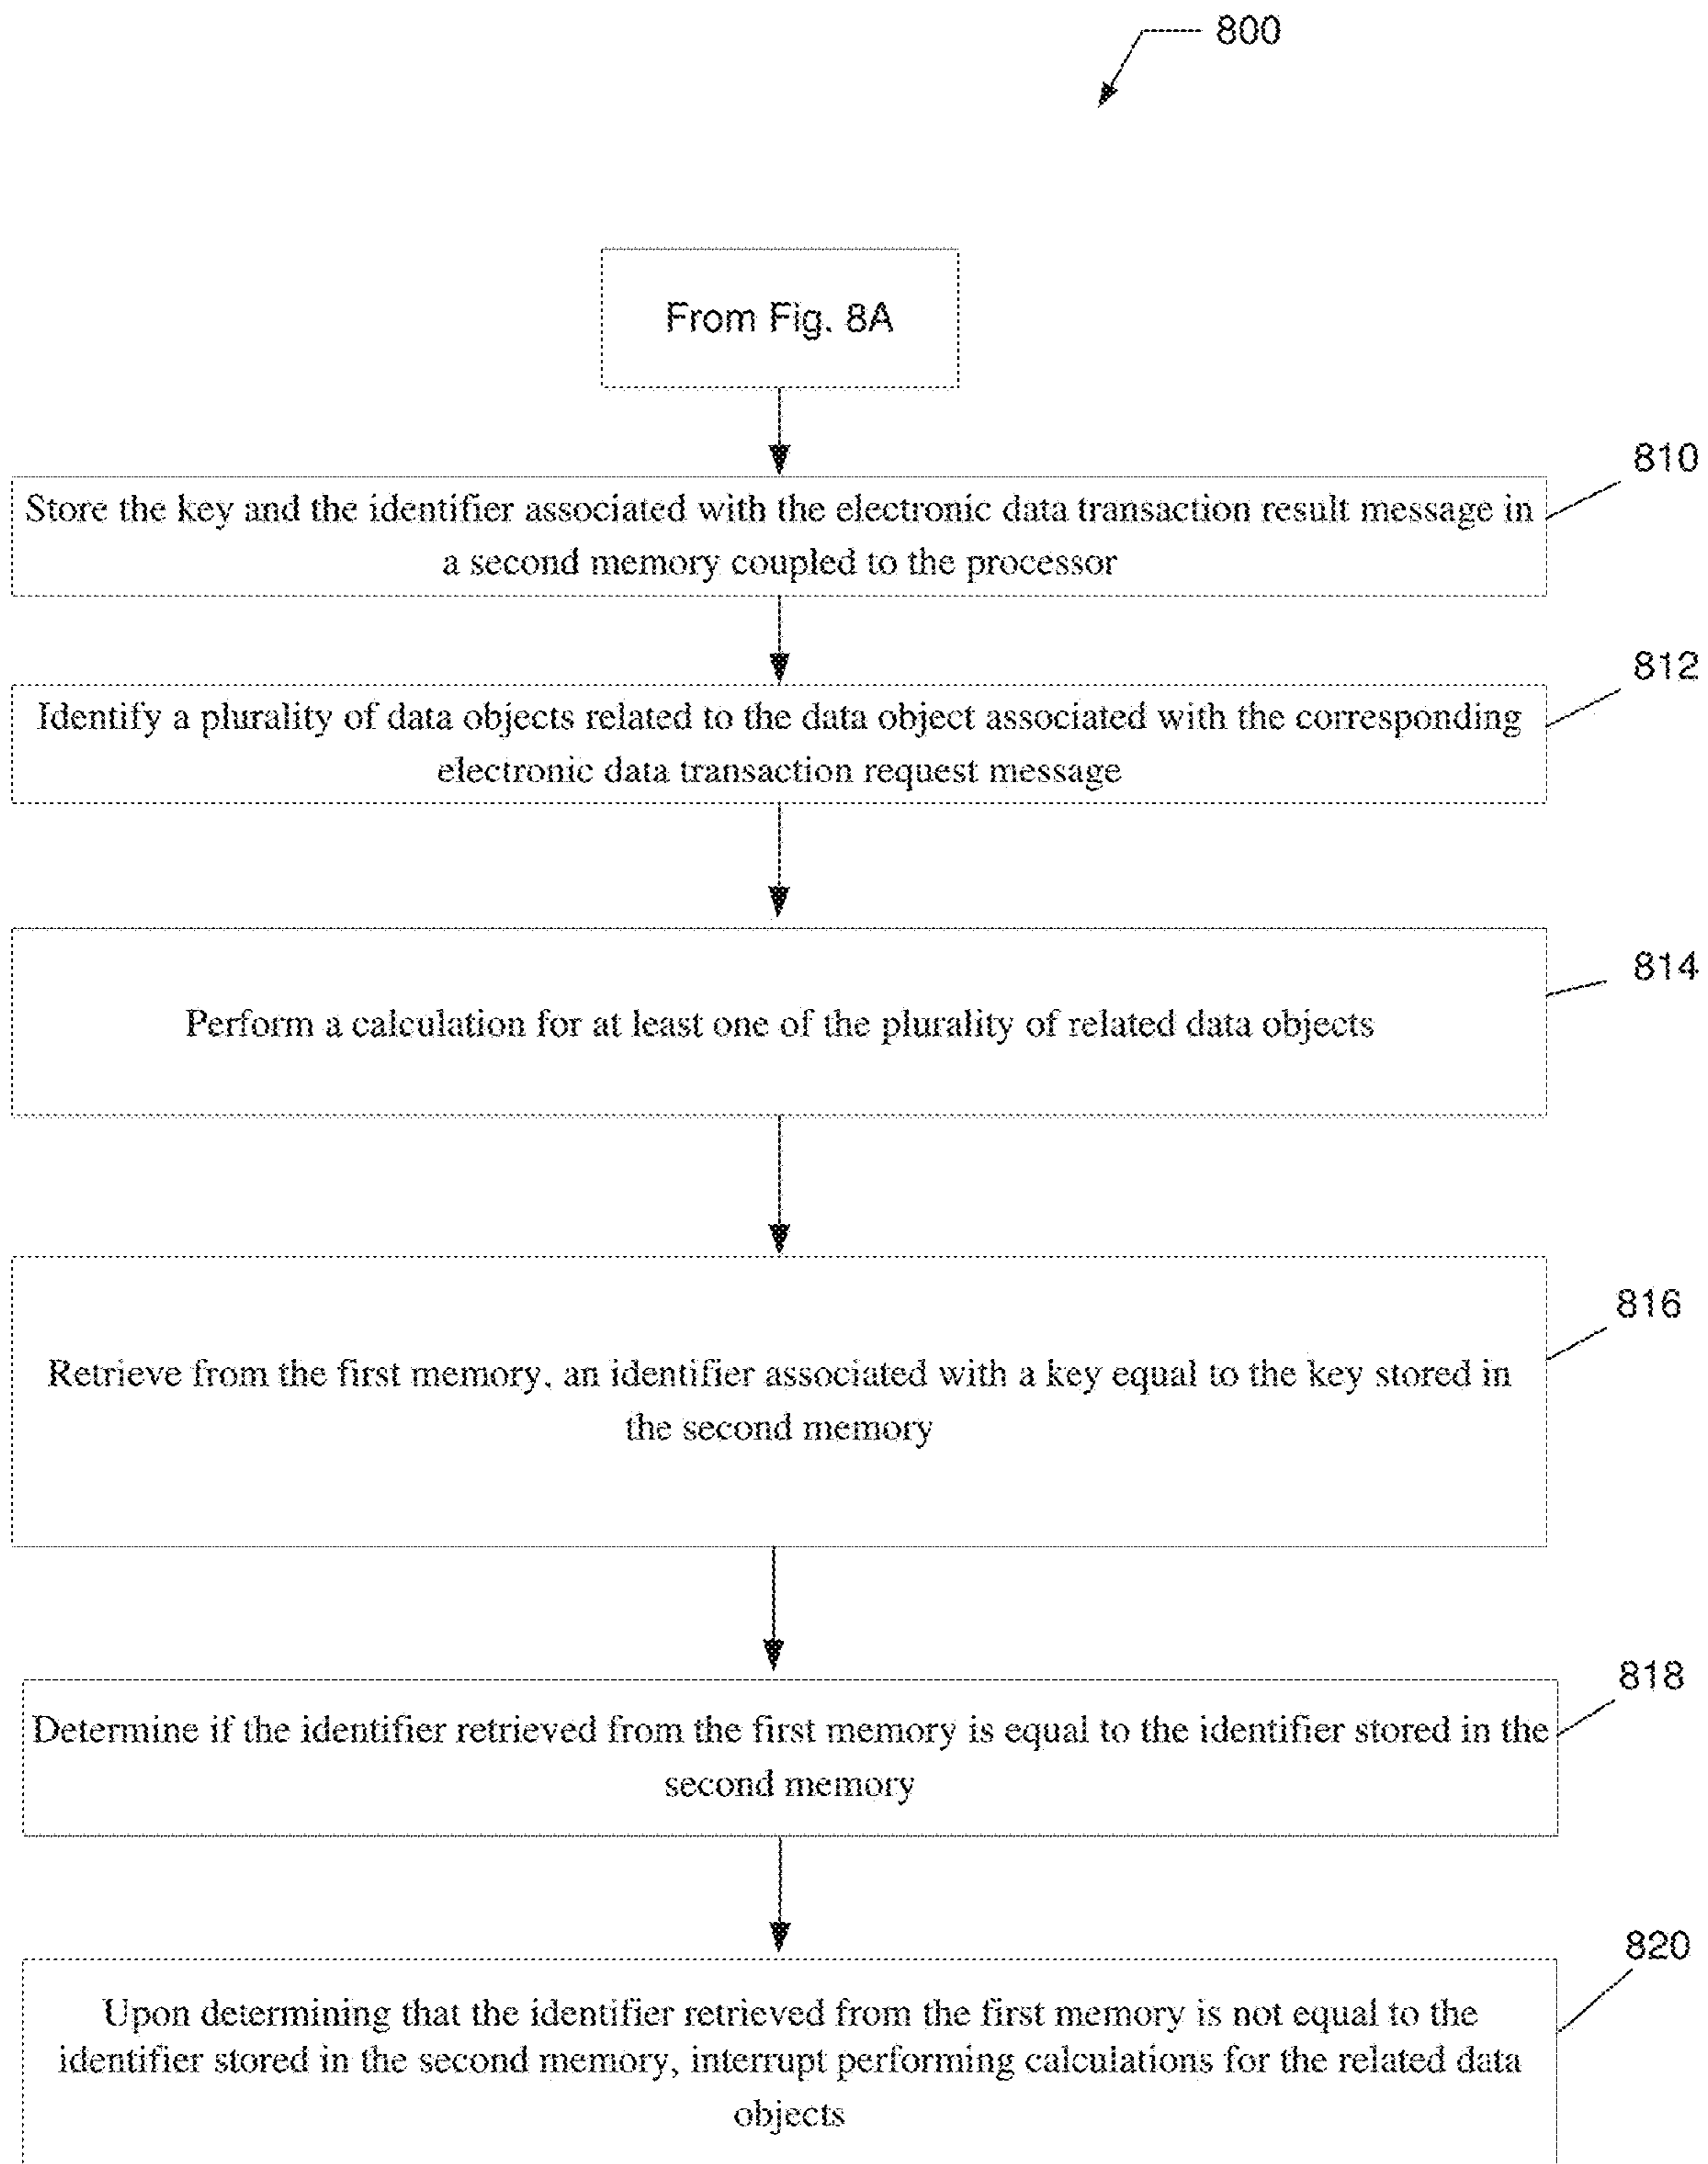 800
From Fig. 8A
810
Store the key and the identifier associated with the electronic data transaction result message in
a second memory coupled to the processor
812
Identify a plurality of data objects related to the data object associated with the corresponding
electronic data transaction request message
814
Perform a calculation for at least one of the plurality of related data objects
816
Retrieve from the first memory, an identifier associated with a key equal to the key stored in
the second memory
818
Determine if the identifier retrieved from the first memory is equal to the identifier stored in the
second memory
820
Upon determining that the identifier retrieved from the first memory is not equal to the
identifier stored in the second memory, interrupt performing calculations for the related data
objects